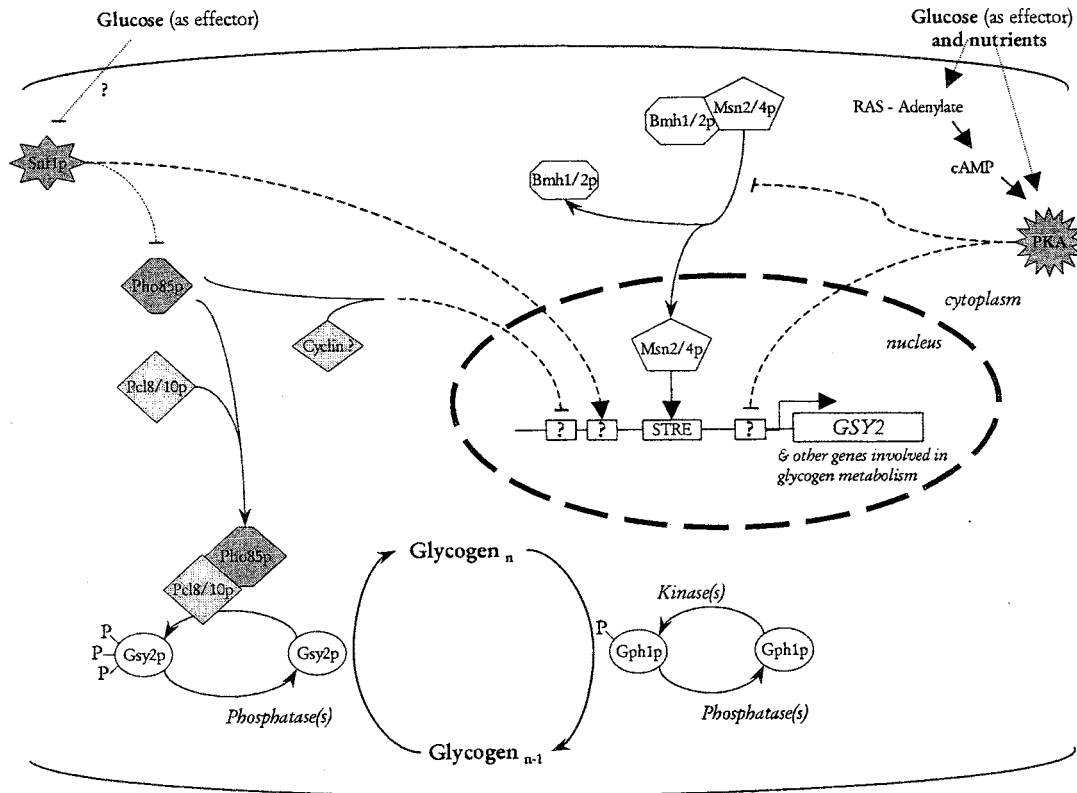 Glucose (as effector)
?
Snf1p
Glucose (as effector)
and nutrients
RAS - Adenylate
cAMP
PKA
Bmh1/2p
Msn2/4p
Bmh1/2p
Pho85p
Cyclin ?
Pcl8/10p
cytoplasm
nucleus
Msn2/4p
? ? STRE ? GSY2
& other genes involved in
glycogen metabolism
Pho85p
Pcl8/10p
P
P
P
Gsy2p
Gsy2p
Phosphatase(s)
Glycogen n
Glycogen n-1
Kinase(s)
P
Gph1p
Gph1p
Phosphatase(s)